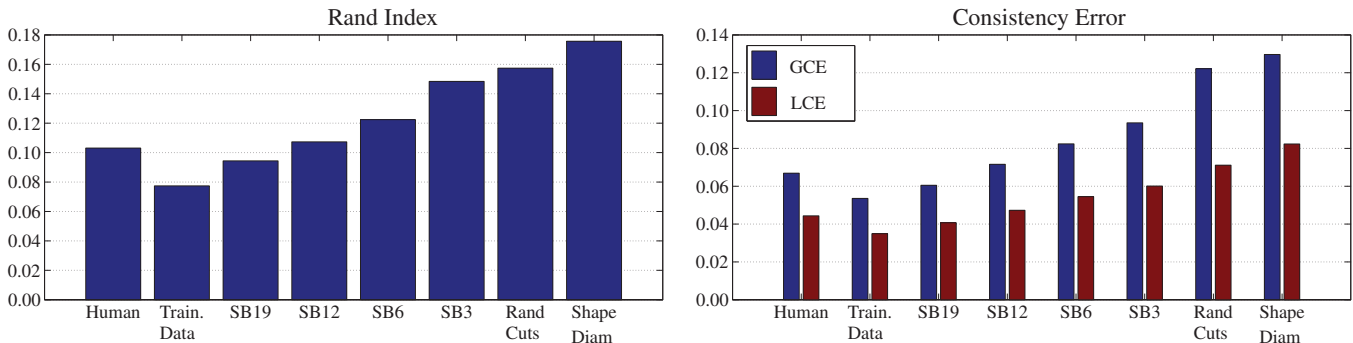 Rand Index
0.18
0.16
0.14
0.12
0.10
0.08
0.06
0.04
0.02
0.00
Human Train. SB19 SB12 SB6 SB3 Rand Shape
Data Cuts Diam
Consistency Error
0.14
0.12
0.10
0.08
0.06
0.04
0.02
0.00
GCE
LCE
Human Train. SB19 SB12 SB6 SB3 Rand Shape
Data Cuts Diam